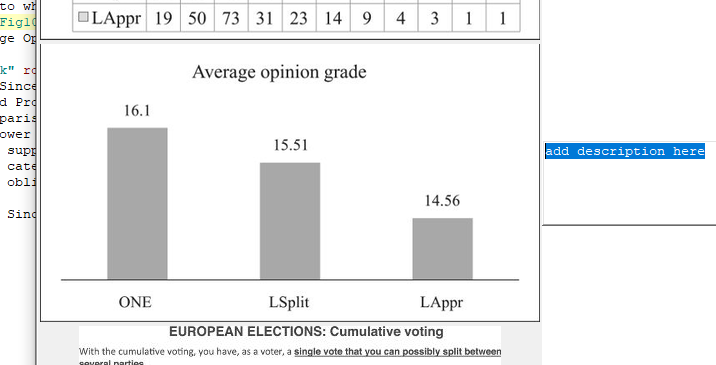 to wh
LAppr 19 50 73 31 23 14 9 4 3 1 1
Fig1
ge Op
Average opinion grade
k" ro
Since
d Pro
16.1
paris
ower
15.51
supp
add description here
cate
obli
14.56
Sinc
ONE LSplit LAppr
EUROPEAN ELECTIONS: Cumulative voting
With the cumulative voting, you have, as a voter, a single vote that you can possibly split between
several parties